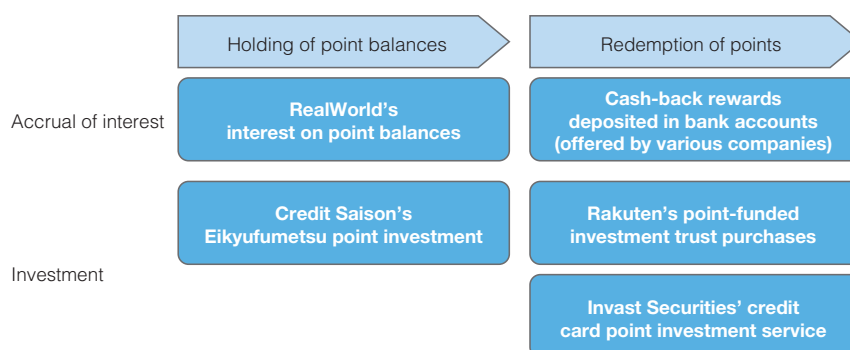 Holding of point balances
Redemption of points
Accrual of interest
RealWorld's
interest on point balances
Cash-back rewards
deposited in bank accounts
(offered by various companies)
Investment
Credit Saison's
Eikyufumetsu point investment
Rakuten's point-funded
investment trust purchases
Invast Securities' credit
card point investment service